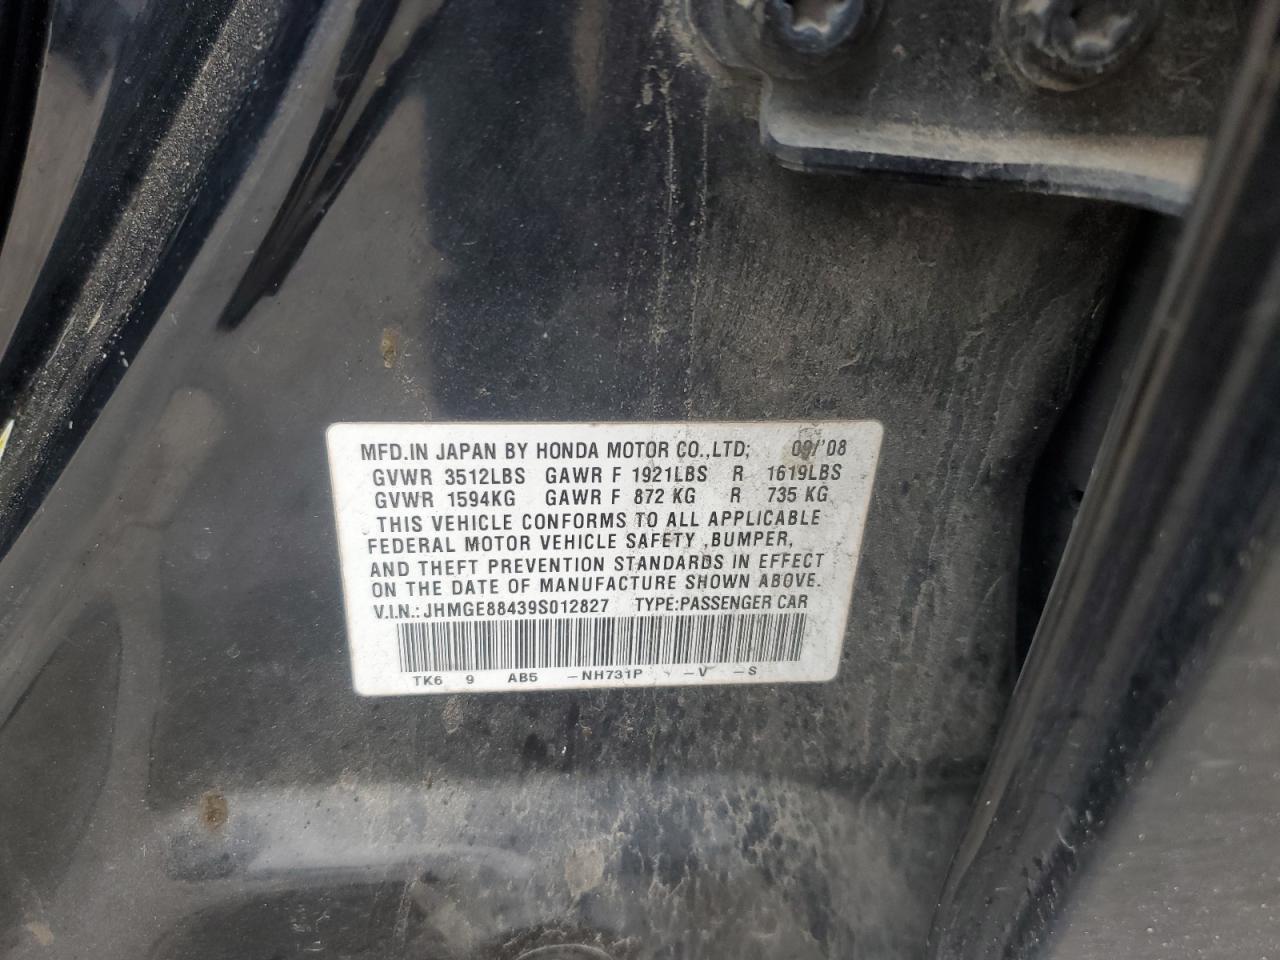 MFD.IN JAPAN BY HONDA MOTOR CO.,LTD; 09/'08
GVWR 3512LBS GAWR F 1921LBS R 1619LBS
GVWR 1594KG GAWR F 872 KG R 735 KG
THIS VEHICLE CONFORMS TO ALL APPLICABLE
FEDERAL MOTOR VEHICLE SAFETY ,BUMPER,
AND THEFT PREVENTION STANDARDS IN EFFECT
ON THE DATE OF MANUFACTURE SHOWN ABOVE.
V.I.N.: JHMGE88439S012827 TYPE:PASSENGER CAR
TK6 9 AB5 -NH731P -V -S